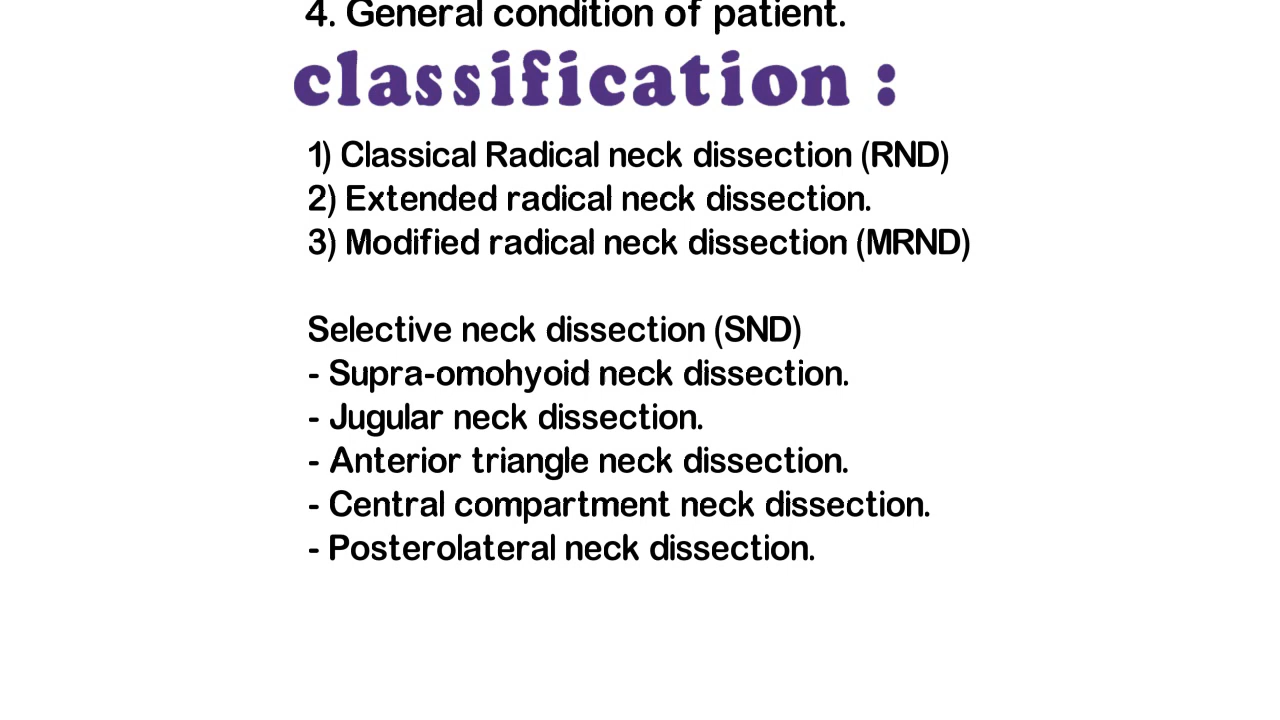 4. General condition of patient.
classification :
1) Classical Radical neck dissection (RND)
2) Extended radical neck dissection.
3) Modified radical neck dissection (MRND)
Selective neck dissection (SND)
- Supra-omohyoid neck dissection.
- Jugular neck dissection.
- Anterior triangle neck dissection.
- Central compartment neck dissection.
- Posterolateral neck dissection.